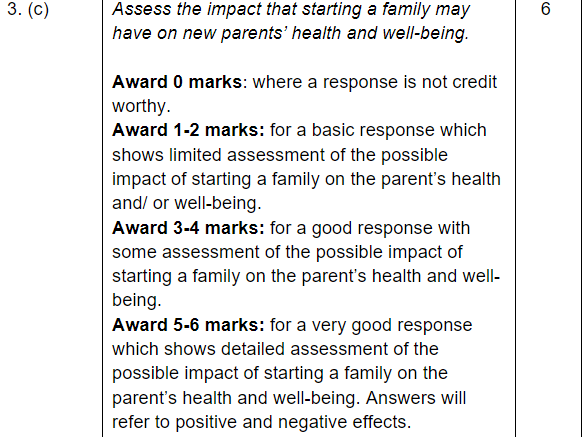 3. (c) Assess the impact that starting a family may 6
have on new parents’ health and well-being.
Award 0 marks: where a response is not credit
worthy.
Award 1-2 marks: for a basic response which
shows limited assessment of the possible
impact of starting a family on the parent’s health
and/ or well-being.
Award 3-4 marks: for a good response with
some assessment of the possible impact of
starting a family on the parent’s health and well-
being.
Award 5-6 marks: for a very good response
which shows detailed assessment of the
possible impact of starting a family on the
parent’s health and well-being. Answers will
refer to positive and negative effects.